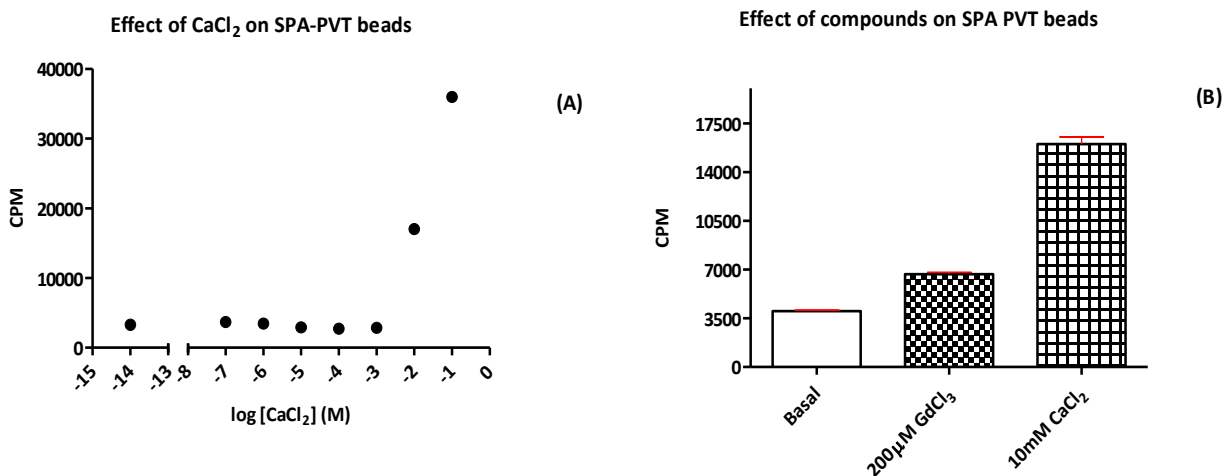 Effect of CaCl₂ on SPA-PVT beads
(A)
CPM
40000
30000
20000
10000
0
-15
-14
-13
-8
-7
-6
-5
-4
-3
-2
-1
0
log [CaCl₂] (M)
Effect of compounds on SPA PVT beads
(B)
CPM
17500
14000
10500
7000
3500
0
Basal
200μM GdCl₃
10mM CaCl₂